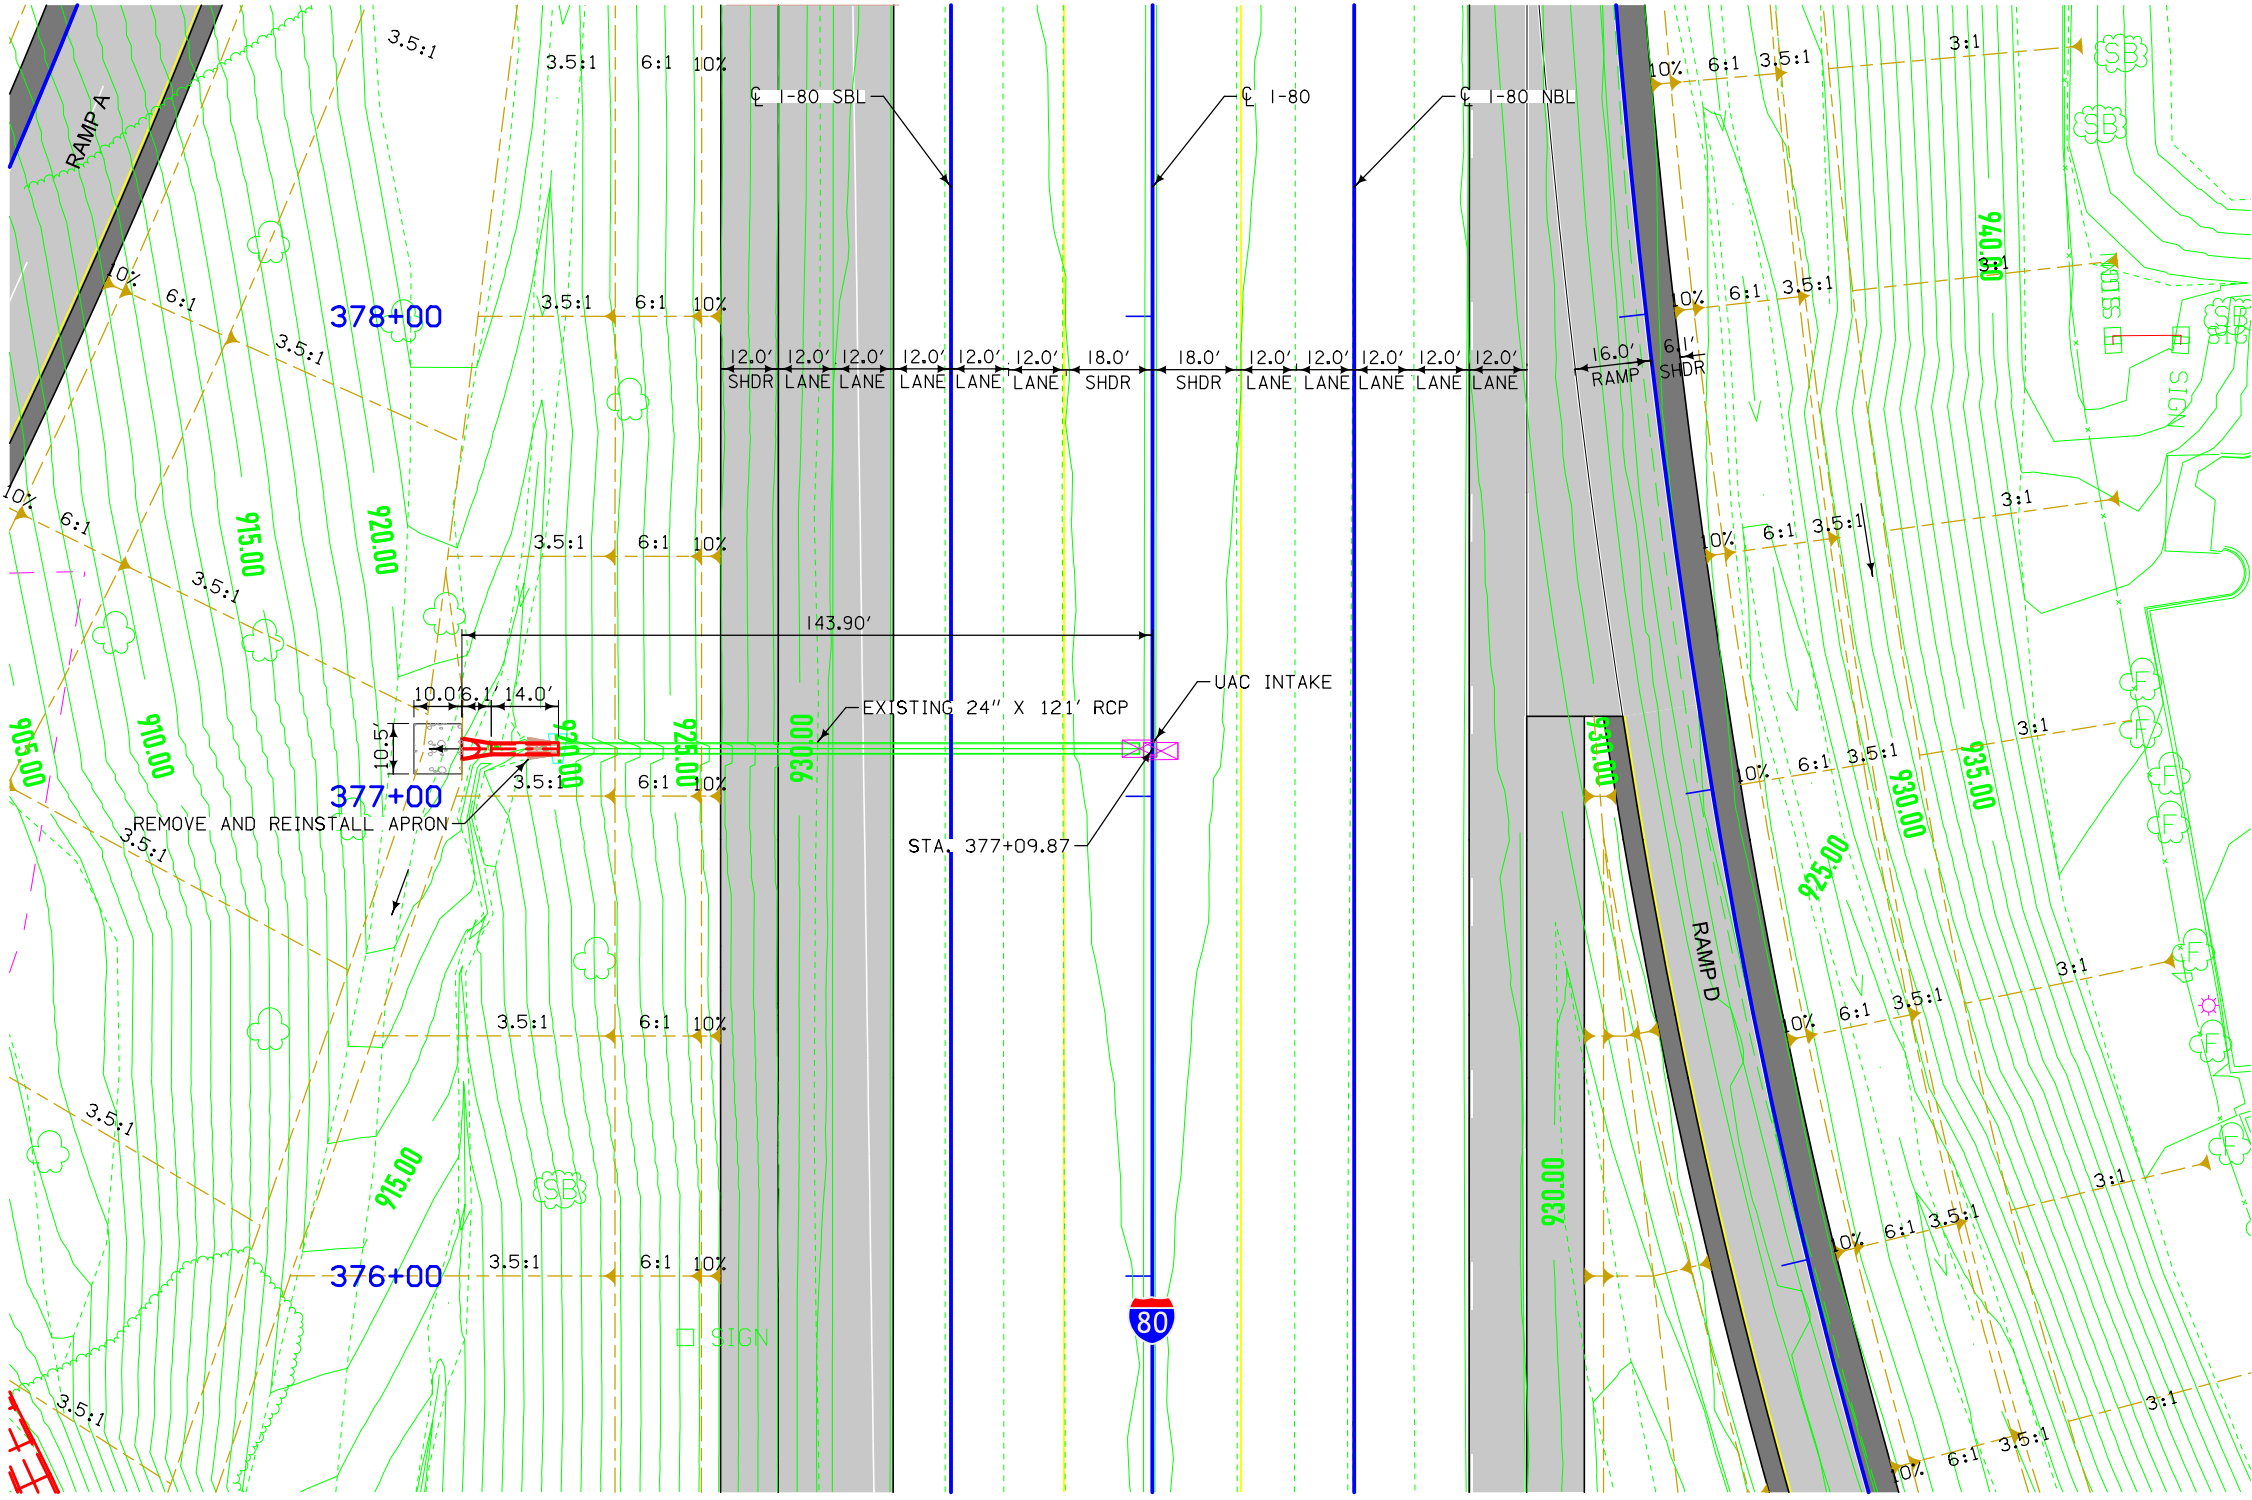 3.5:1
3.5:1 6:1 10%
10% 6:1 3.5:1
3:1
SB
SB
℄ I-80 SBL
℄ I-80
℄ I-80 NBL
RAMP A
940.00
10%
6:1
3.5:1
378+00
3.5:1 6:1 10%
10% 6:1 3.5:1
3:1
SIGN
SB
12.0' 12.0' 12.0' 12.0' 12.0' 12.0' 18.0' 18.0' 12.0' 12.0' 12.0' 12.0' 12.0' 16.0' 6.1'
SHDR LANE LANE LANE LANE LANE SHDR SHDR LANE LANE LANE LANE LANE RAMP SHDR
10%
6:1
3.5:1
915.00
920.00
3.5:1 6:1 10%
10% 6:1 3.5:1
3:1
143.90'
UAC INTAKE
10.0' 6.1' 14.0'
EXISTING 24" X 121' RCP
10.5'
905.00
910.00
920.00
925.00
930.00
930.00
F
F
3:1
377+00
3.5:1 6:1 10%
10% 6:1 3.5:1
930.00
935.00
F
F
REMOVE AND REINSTALL APRON
3.5:1
STA. 377+09.87
925.00
RAMP D
F
3:1
3.5:1 6:1 10%
10% 6:1 3.5:1
F
3.5:1
F
915.00
SB
930.00
3:1
376+00
3.5:1 6:1 10%
10% 6:1 3.5:1
80
SIGN
3.5:1
3:1
10% 6:1 3.5:1